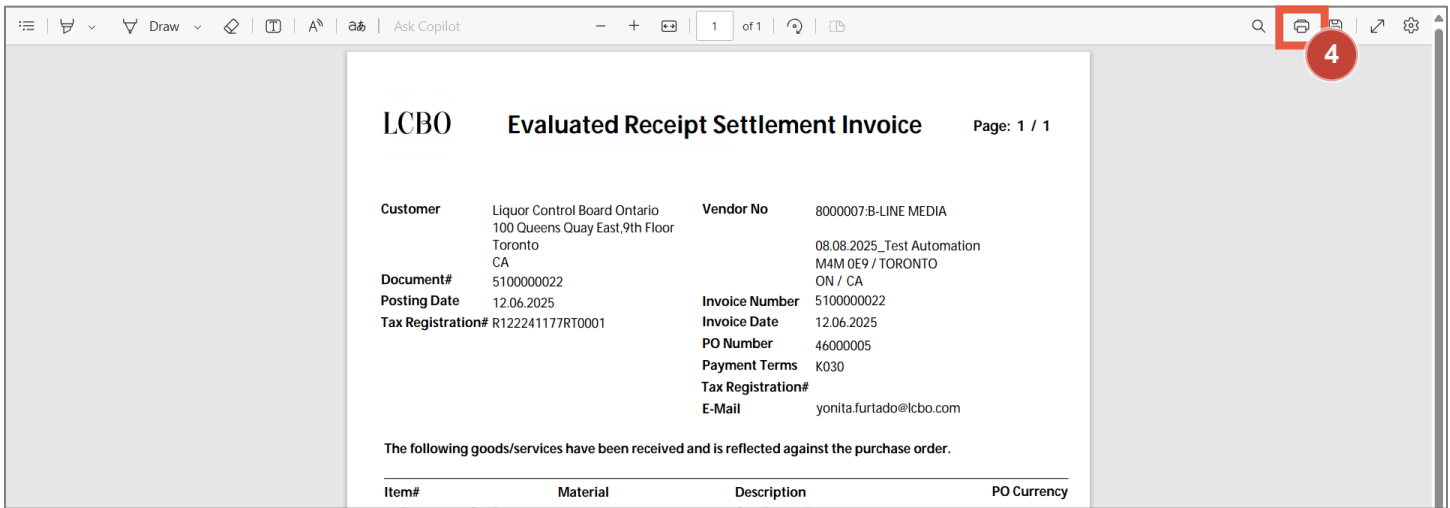 Draw
A
aあ
Ask Copilot
1 of 1
4
LCBO
Evaluated Receipt Settlement Invoice
Page: 1 / 1
Customer
Liquor Control Board Ontario
100 Queens Quay East,9th Floor
Toronto
CA
Document# 5100000022
Posting Date 12.06.2025
Tax Registration# R122241177RT0001
Vendor No 8000007:B-LINE MEDIA
08.08.2025_Test Automation
M4M 0E9 / TORONTO
ON / CA
Invoice Number 5100000022
Invoice Date 12.06.2025
PO Number 46000005
Payment Terms K030
Tax Registration#
E-Mail yonita.furtado@lcbo.com
The following goods/services have been received and is reflected against the purchase order.
Item# Material Description PO Currency